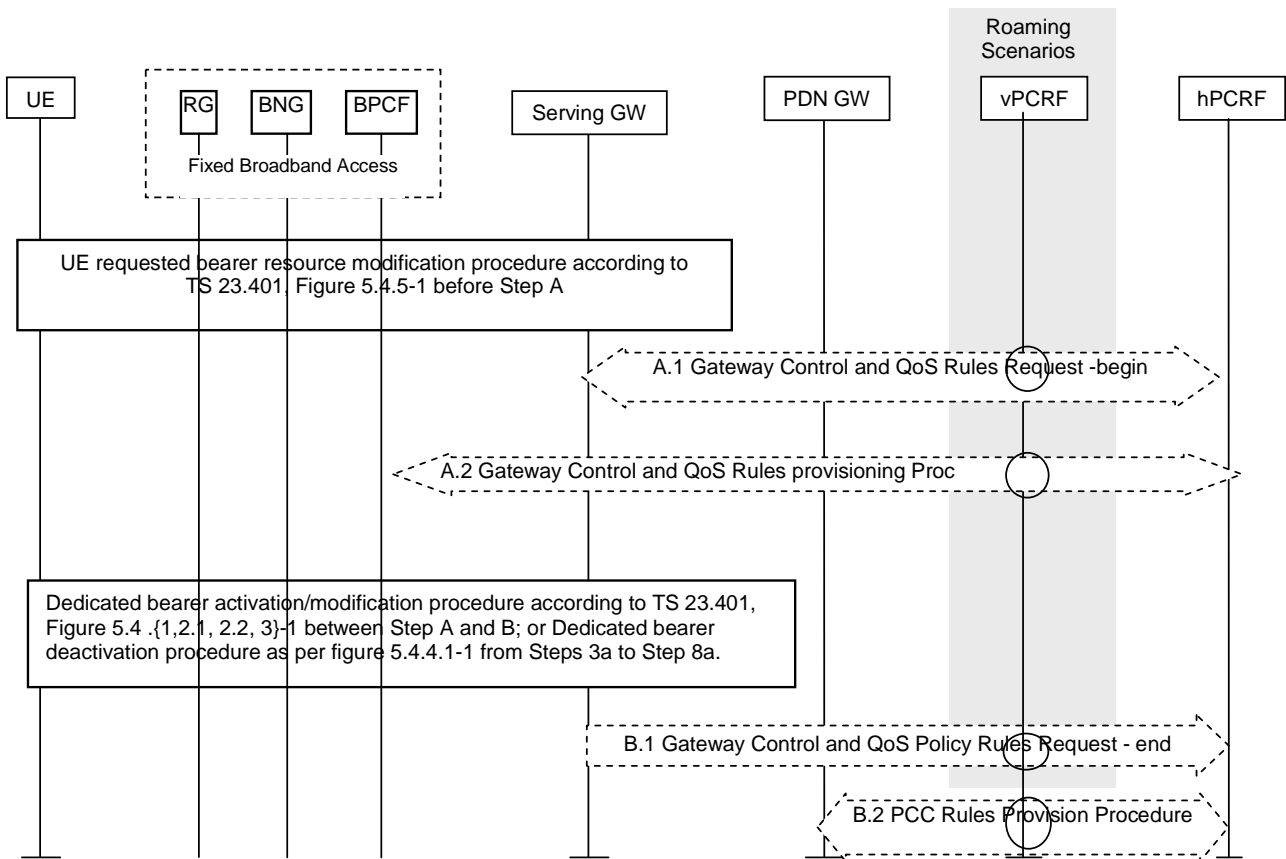 Roaming
Scenarios
UE
RG
BNG
BPCF
Serving GW
PDN GW
vPCRF
hPCRF
Fixed Broadband Access
UE requested bearer resource modification procedure according to
TS 23.401, Figure 5.4.5-1 before Step A
A.1 Gateway Control and QoS Rules Request -begin
A.2 Gateway Control and QoS Rules provisioning Proc
Dedicated bearer activation/modification procedure according to TS 23.401,
Figure 5.4 .{1,2.1, 2.2, 3}-1 between Step A and B; or Dedicated bearer
deactivation procedure as per figure 5.4.4.1-1 from Steps 3a to Step 8a.
B.1 Gateway Control and QoS Policy Rules Request - end
B.2 PCC Rules Provision Procedure